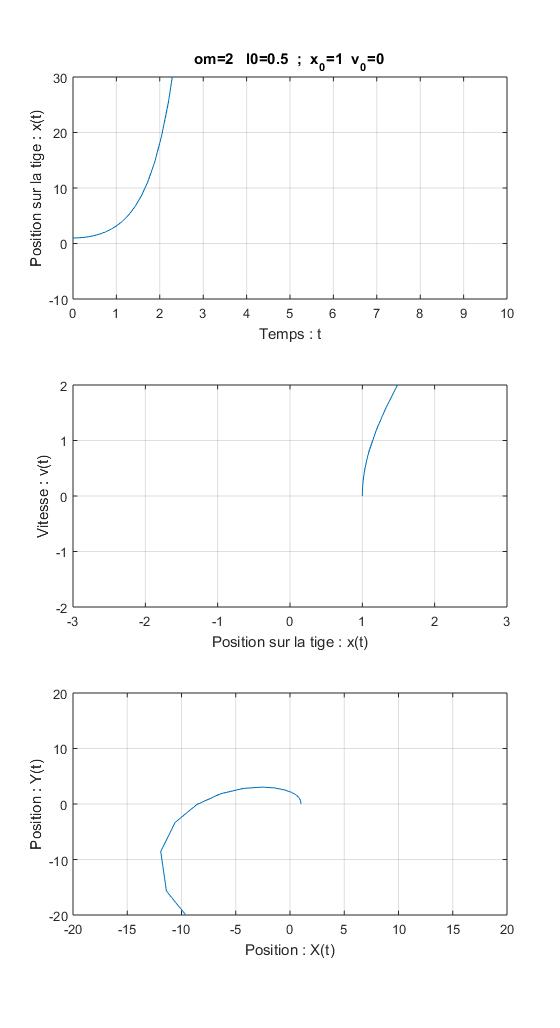 om=2 l0=0.5 ; x₀=1 v₀=0
30
20
10
0
-10
Position sur la tige : x(t)
0 1 2 3 4 5 6 7 8 9 10
Temps : t
2
1
0
-1
-2
Vitesse : v(t)
-3 -2 -1 0 1 2 3
Position sur la tige : x(t)
20
10
0
-10
-20
Position : Y(t)
-20 -15 -10 -5 0 5 10 15 20
Position : X(t)